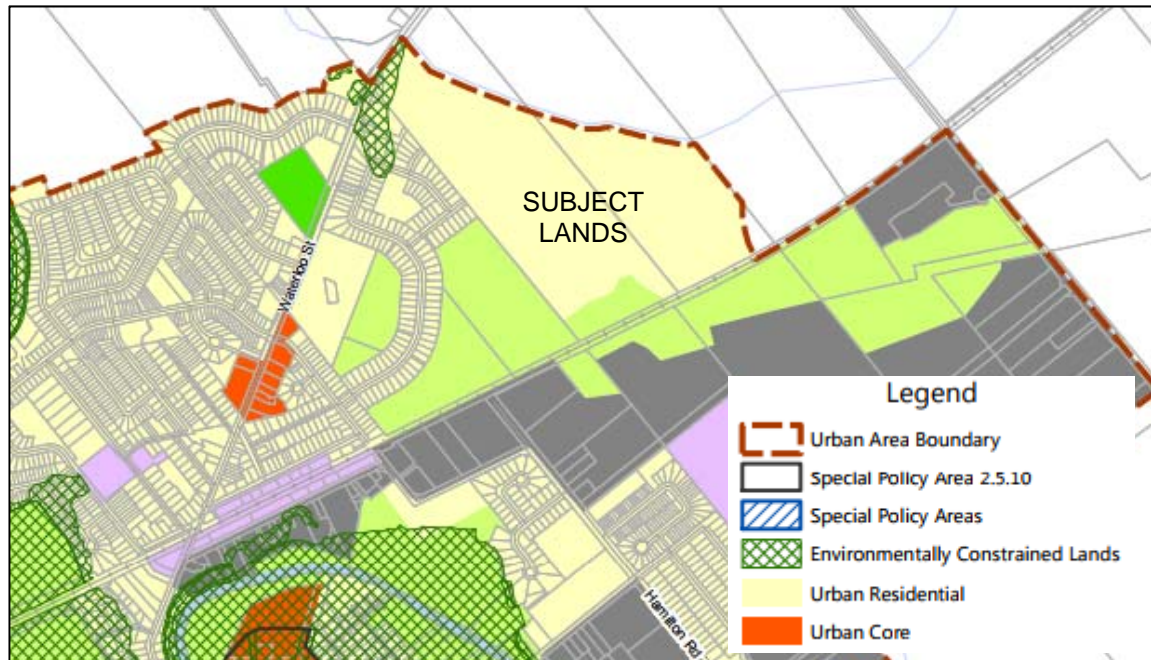 SUBJECT
LANDS
Waterloo St
Hamilton Rd
Legend
Urban Area Boundary
Special Policy Area 2.5.10
Special Policy Areas
Environmentally Constrained Lands
Urban Residential
Urban Core